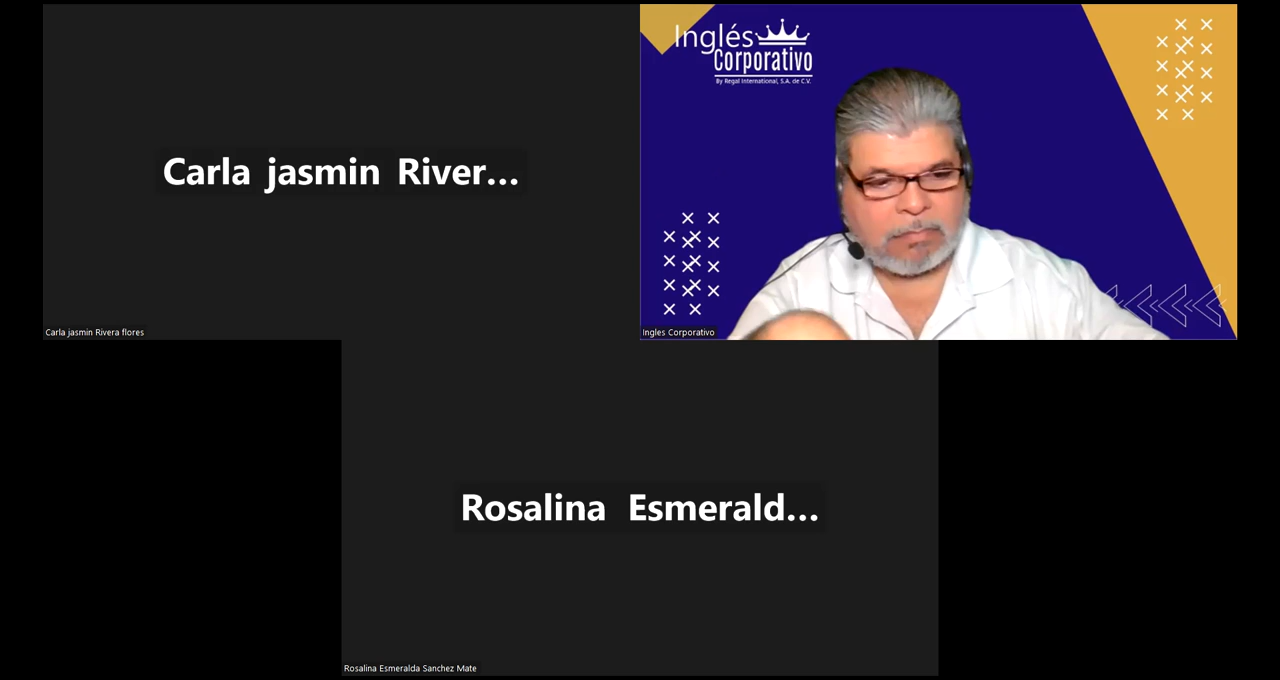 Carla jasmin River...
Carla jasmin Rivera flores
Inglés
Corporativo
By Regal International, S.A. de C.V.
Ingles Corporativo
Rosalina Esmerald...
Rosalina Esmeralda Sanchez Mate